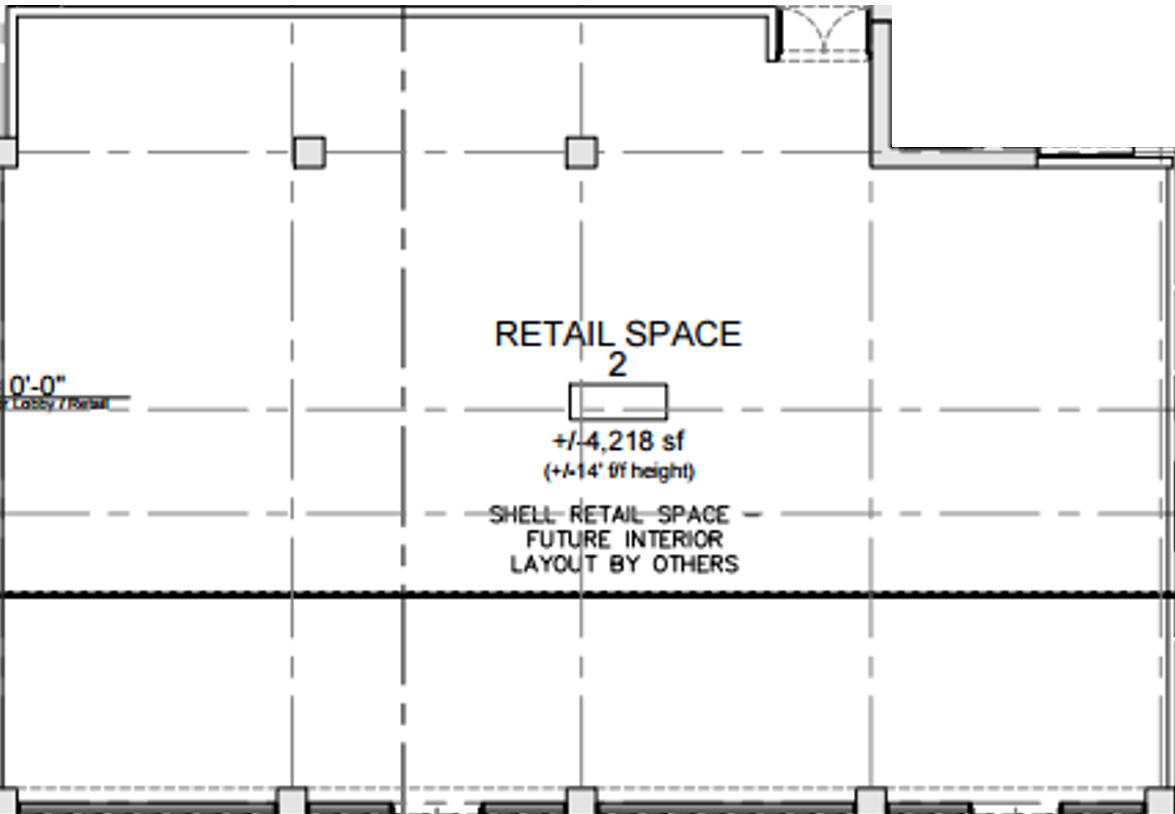 RETAIL SPACE
2
0'-0"
r Lobby / Retail
+/-4,218 sf
(+/-14' f/f height)
SHELL RETAIL SPACE –
FUTURE INTERIOR
LAYOUT BY OTHERS